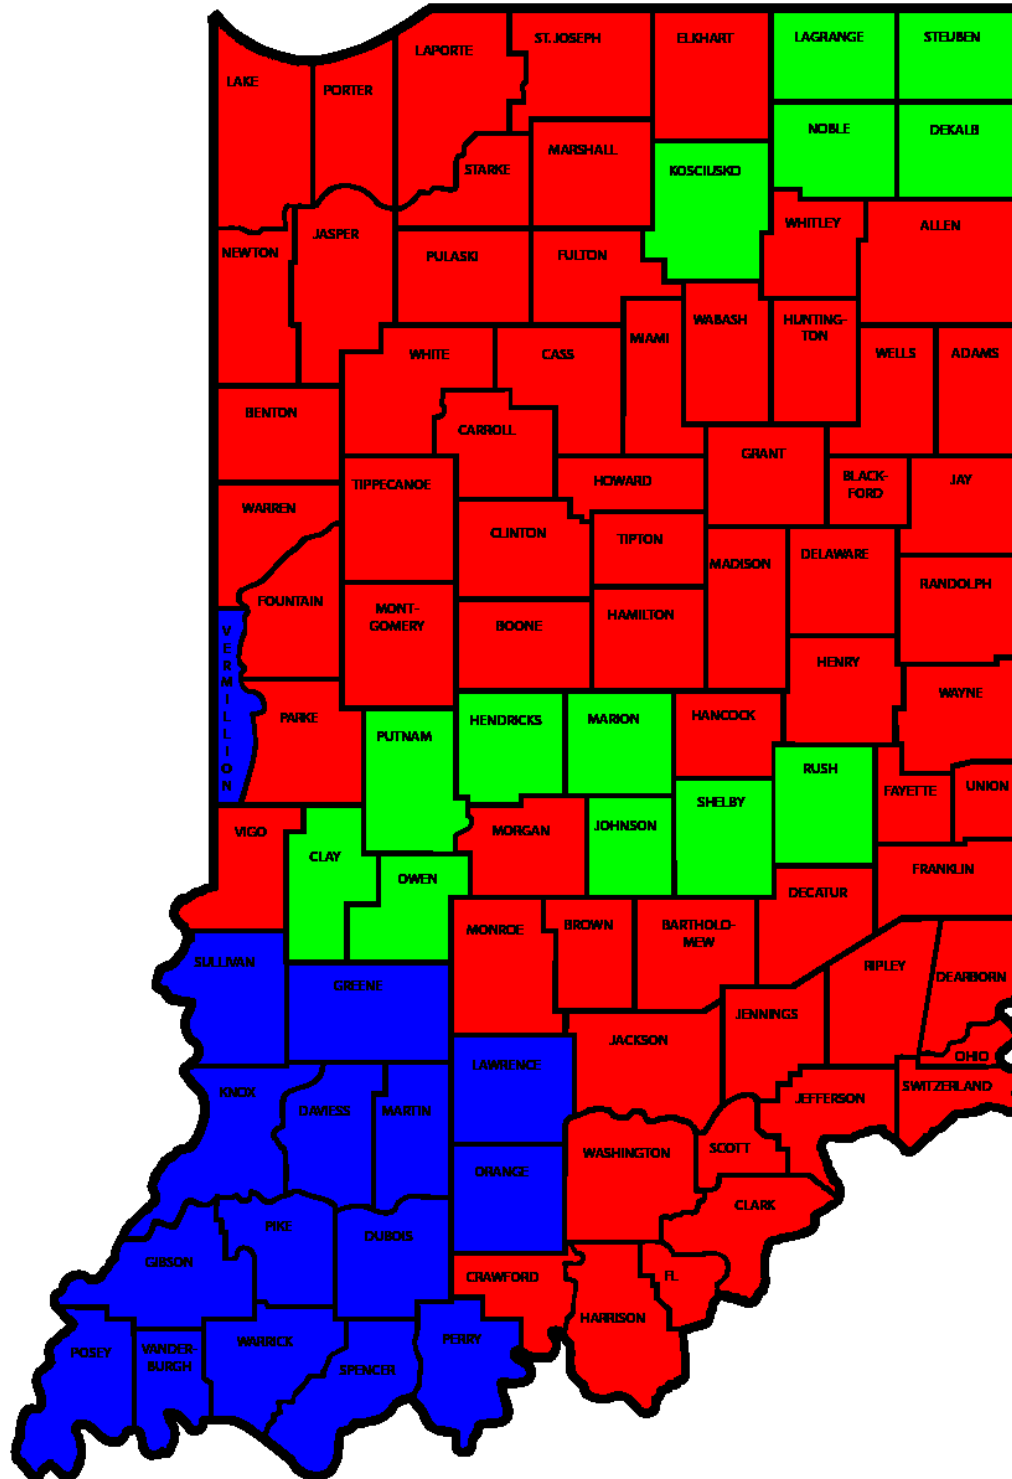 LAGRANGE
STEUBEN
ST. JOSEPH
ELKHART
LAPORTE
LAKE
PORTER
NOBLE
DEKALB
MARSHALL
STARKE
KOSCIUSKO
WHITLEY
ALLEN
JASPER
NEWTON
PULASKI
FULTON
WABASH
HUNTING-
TON
MIAMI
WHITE
CASS
WELLS
ADAMS
BENTON
CARROLL
GRANT
TIPPECANOE
HOWARD
BLACK-
FORD
JAY
WARREN
CLINTON
TIPTON
MADISON
DELAWARE
RANDOLPH
FOUNTAIN
MONT-
GOMERY
BOONE
HAMILTON
HENRY
VERMILLION
WAYNE
PARKE
PUTNAM
HENDRICKS
MARION
HANCOCK
RUSH
FAYETTE
UNION
SHELBY
VIGO
MORGAN
JOHNSON
CLAY
OWEN
FRANKLIN
DECATUR
MONROE
BROWN
BARTHOLO-
MEW
SULLIVAN
GREENE
RIPLEY
DEARBORN
JENNINGS
JACKSON
OHIO
LAWRENCE
KNOX
DAVIESS
MARTIN
JEFFERSON
SWITZERLAND
WASHINGTON
SCOTT
ORANGE
CLARK
PIKE
DUBOIS
GIBSON
CRAWFORD
FL
HARRISON
POSEY
VANDER-
BURGH
WARRICK
SPENCER
PERRY